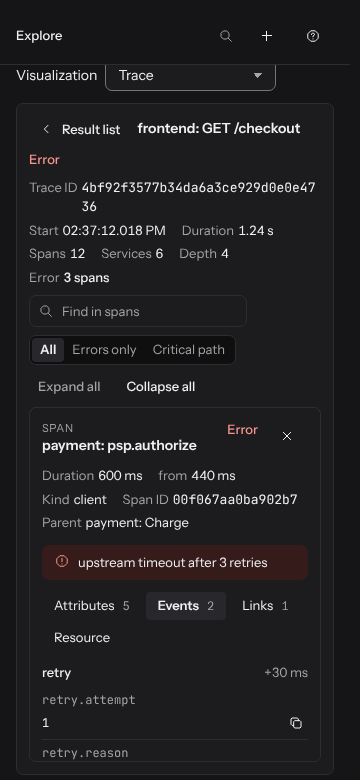 Explore
Visualization Trace
Result list frontend: GET /checkout
Error
Trace ID 4bf92f3577b34da6a3ce929d0e0e47
36
Start 02:37:12.018 PM Duration 1.24 s
Spans 12 Services 6 Depth 4
Error 3 spans
Find in spans
All Errors only Critical path
Expand all Collapse all
SPAN
payment: psp.authorize
Error
Duration 600 ms from 440 ms
Kind client Span ID 00f067aa0ba902b7
Parent payment: Charge
upstream timeout after 3 retries
Attributes 5 Events 2 Links 1
Resource
retry +30 ms
retry.attempt
1
retry.reason